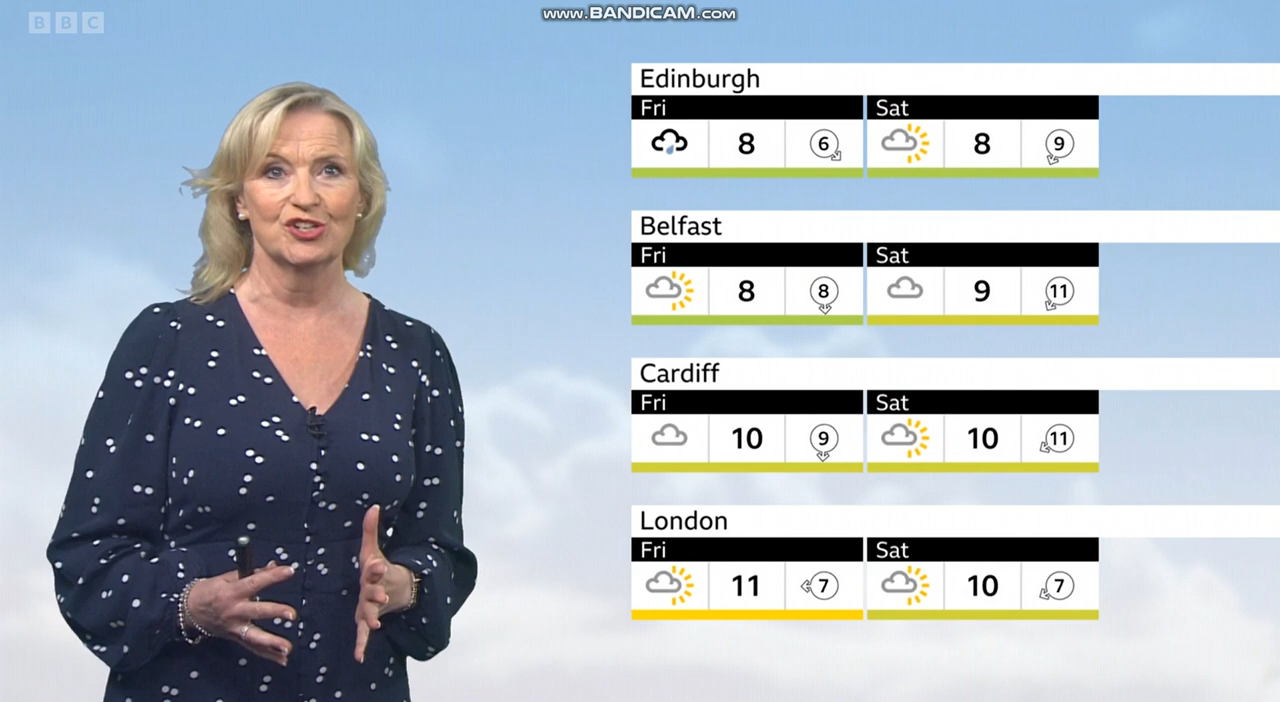 BBC
www.BANDICAM.com
Edinburgh
Fri Sat
8 6 8 9
Belfast
Fri Sat
8 8 9 11
Cardiff
Fri Sat
10 9 10 11
London
Fri Sat
11 7 10 7